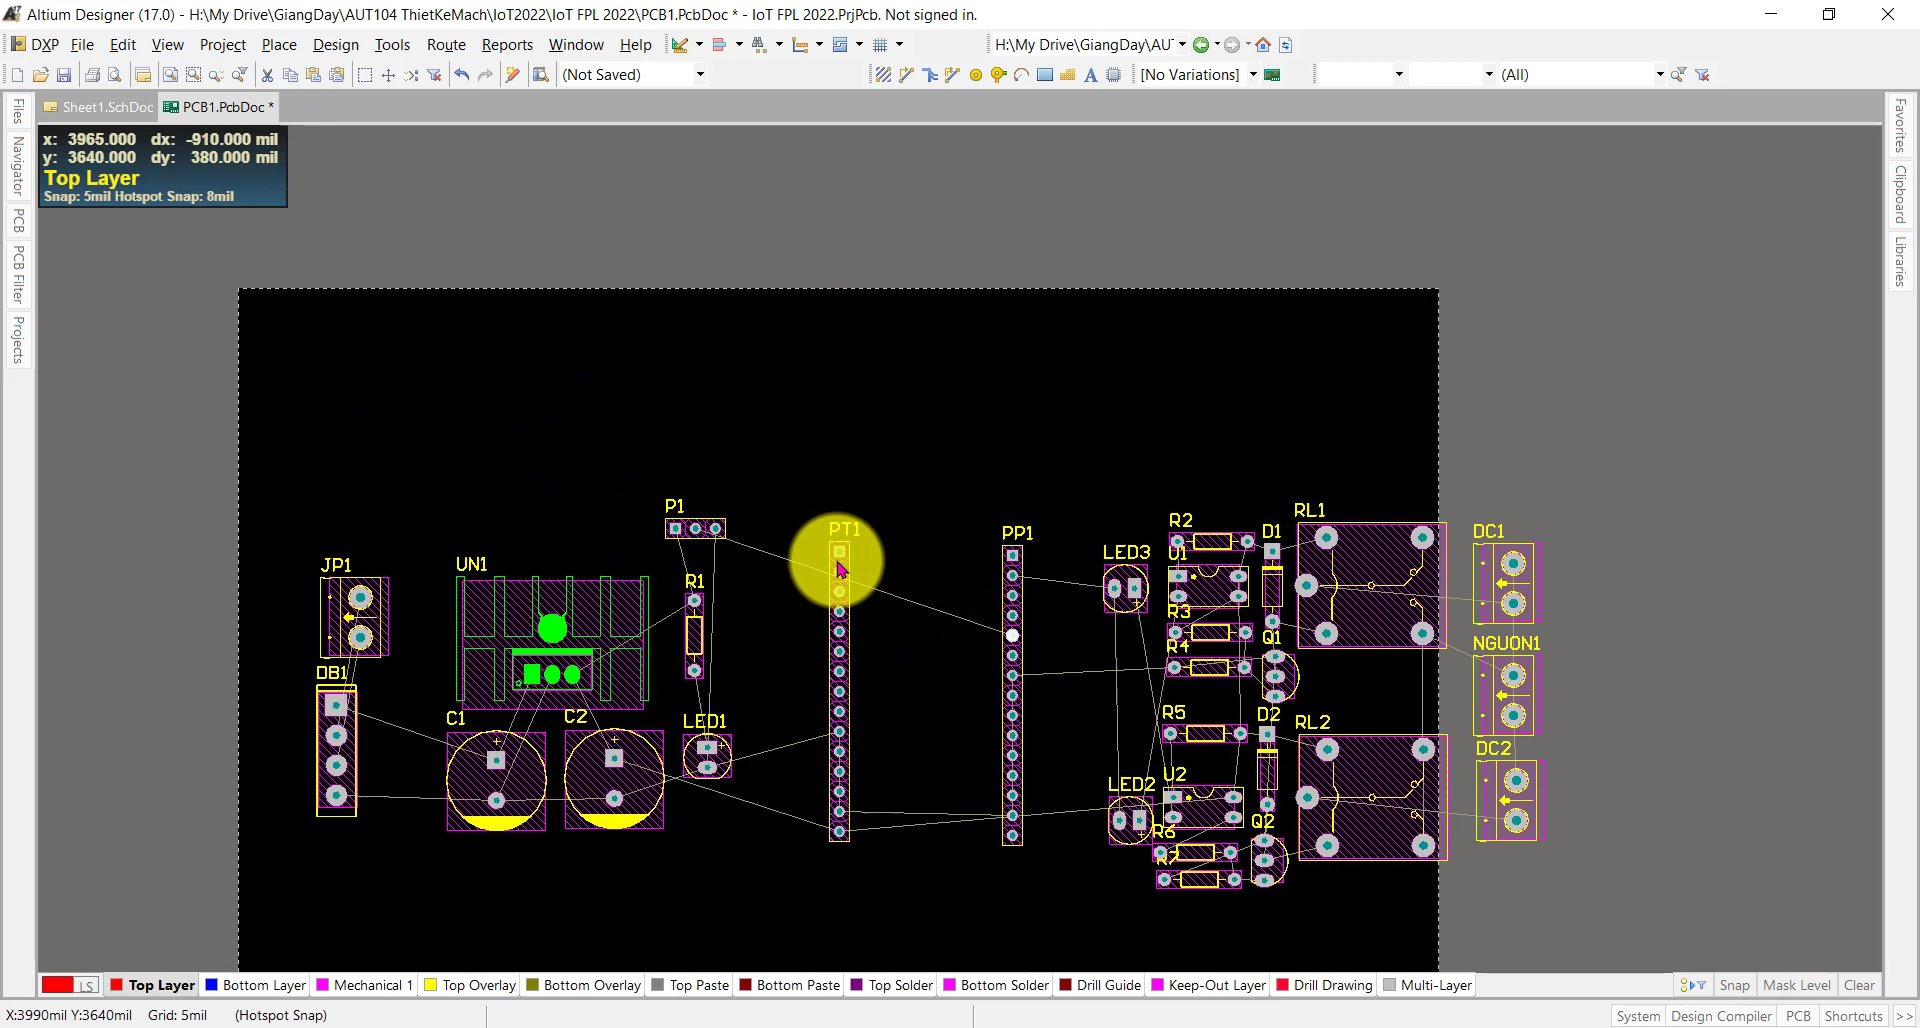 Altium Designer (17.0) - H:\My Drive\GiangDay\AUT104 ThietKeMach\IoT2022\IoT FPL 2022\PCB1.PcbDoc * - IoT FPL 2022.PrjPcb. Not signed in.
DXP File Edit View Project Place Design Tools Route Reports Window Help H:\My Drive\GiangDay\AU
(Not Saved) A [No Variations] (All)
Sheet1.SchDoc PCB1.PcbDoc *
Files
Navigator
PCB
PCB Filter
Projects
x: 3965.000 dx: -910.000 mil
y: 3640.000 dy: 380.000 mil
Top Layer
Snap: 5mil Hotspot Snap: 8mil
Favorites
Clipboard
Libraries
P1
PT1
PP1
R2
D1
RL1
DC1
JP1
UN1
R1
LED3
U1
R3
R4
Q1
NGUON1
DB1
C1
C2
LED1
R5
D2
RL2
DC2
LED2
U2
Q2
R6
R7
LS Top Layer Bottom Layer Mechanical 1 Top Overlay Bottom Overlay Top Paste Bottom Paste Top Solder Bottom Solder Drill Guide Keep-Out Layer Drill Drawing Multi-Layer Snap Mask Level Clear
X:3990mil Y:3640mil Grid: 5mil (Hotspot Snap) System Design Compiler PCB Shortcuts >>